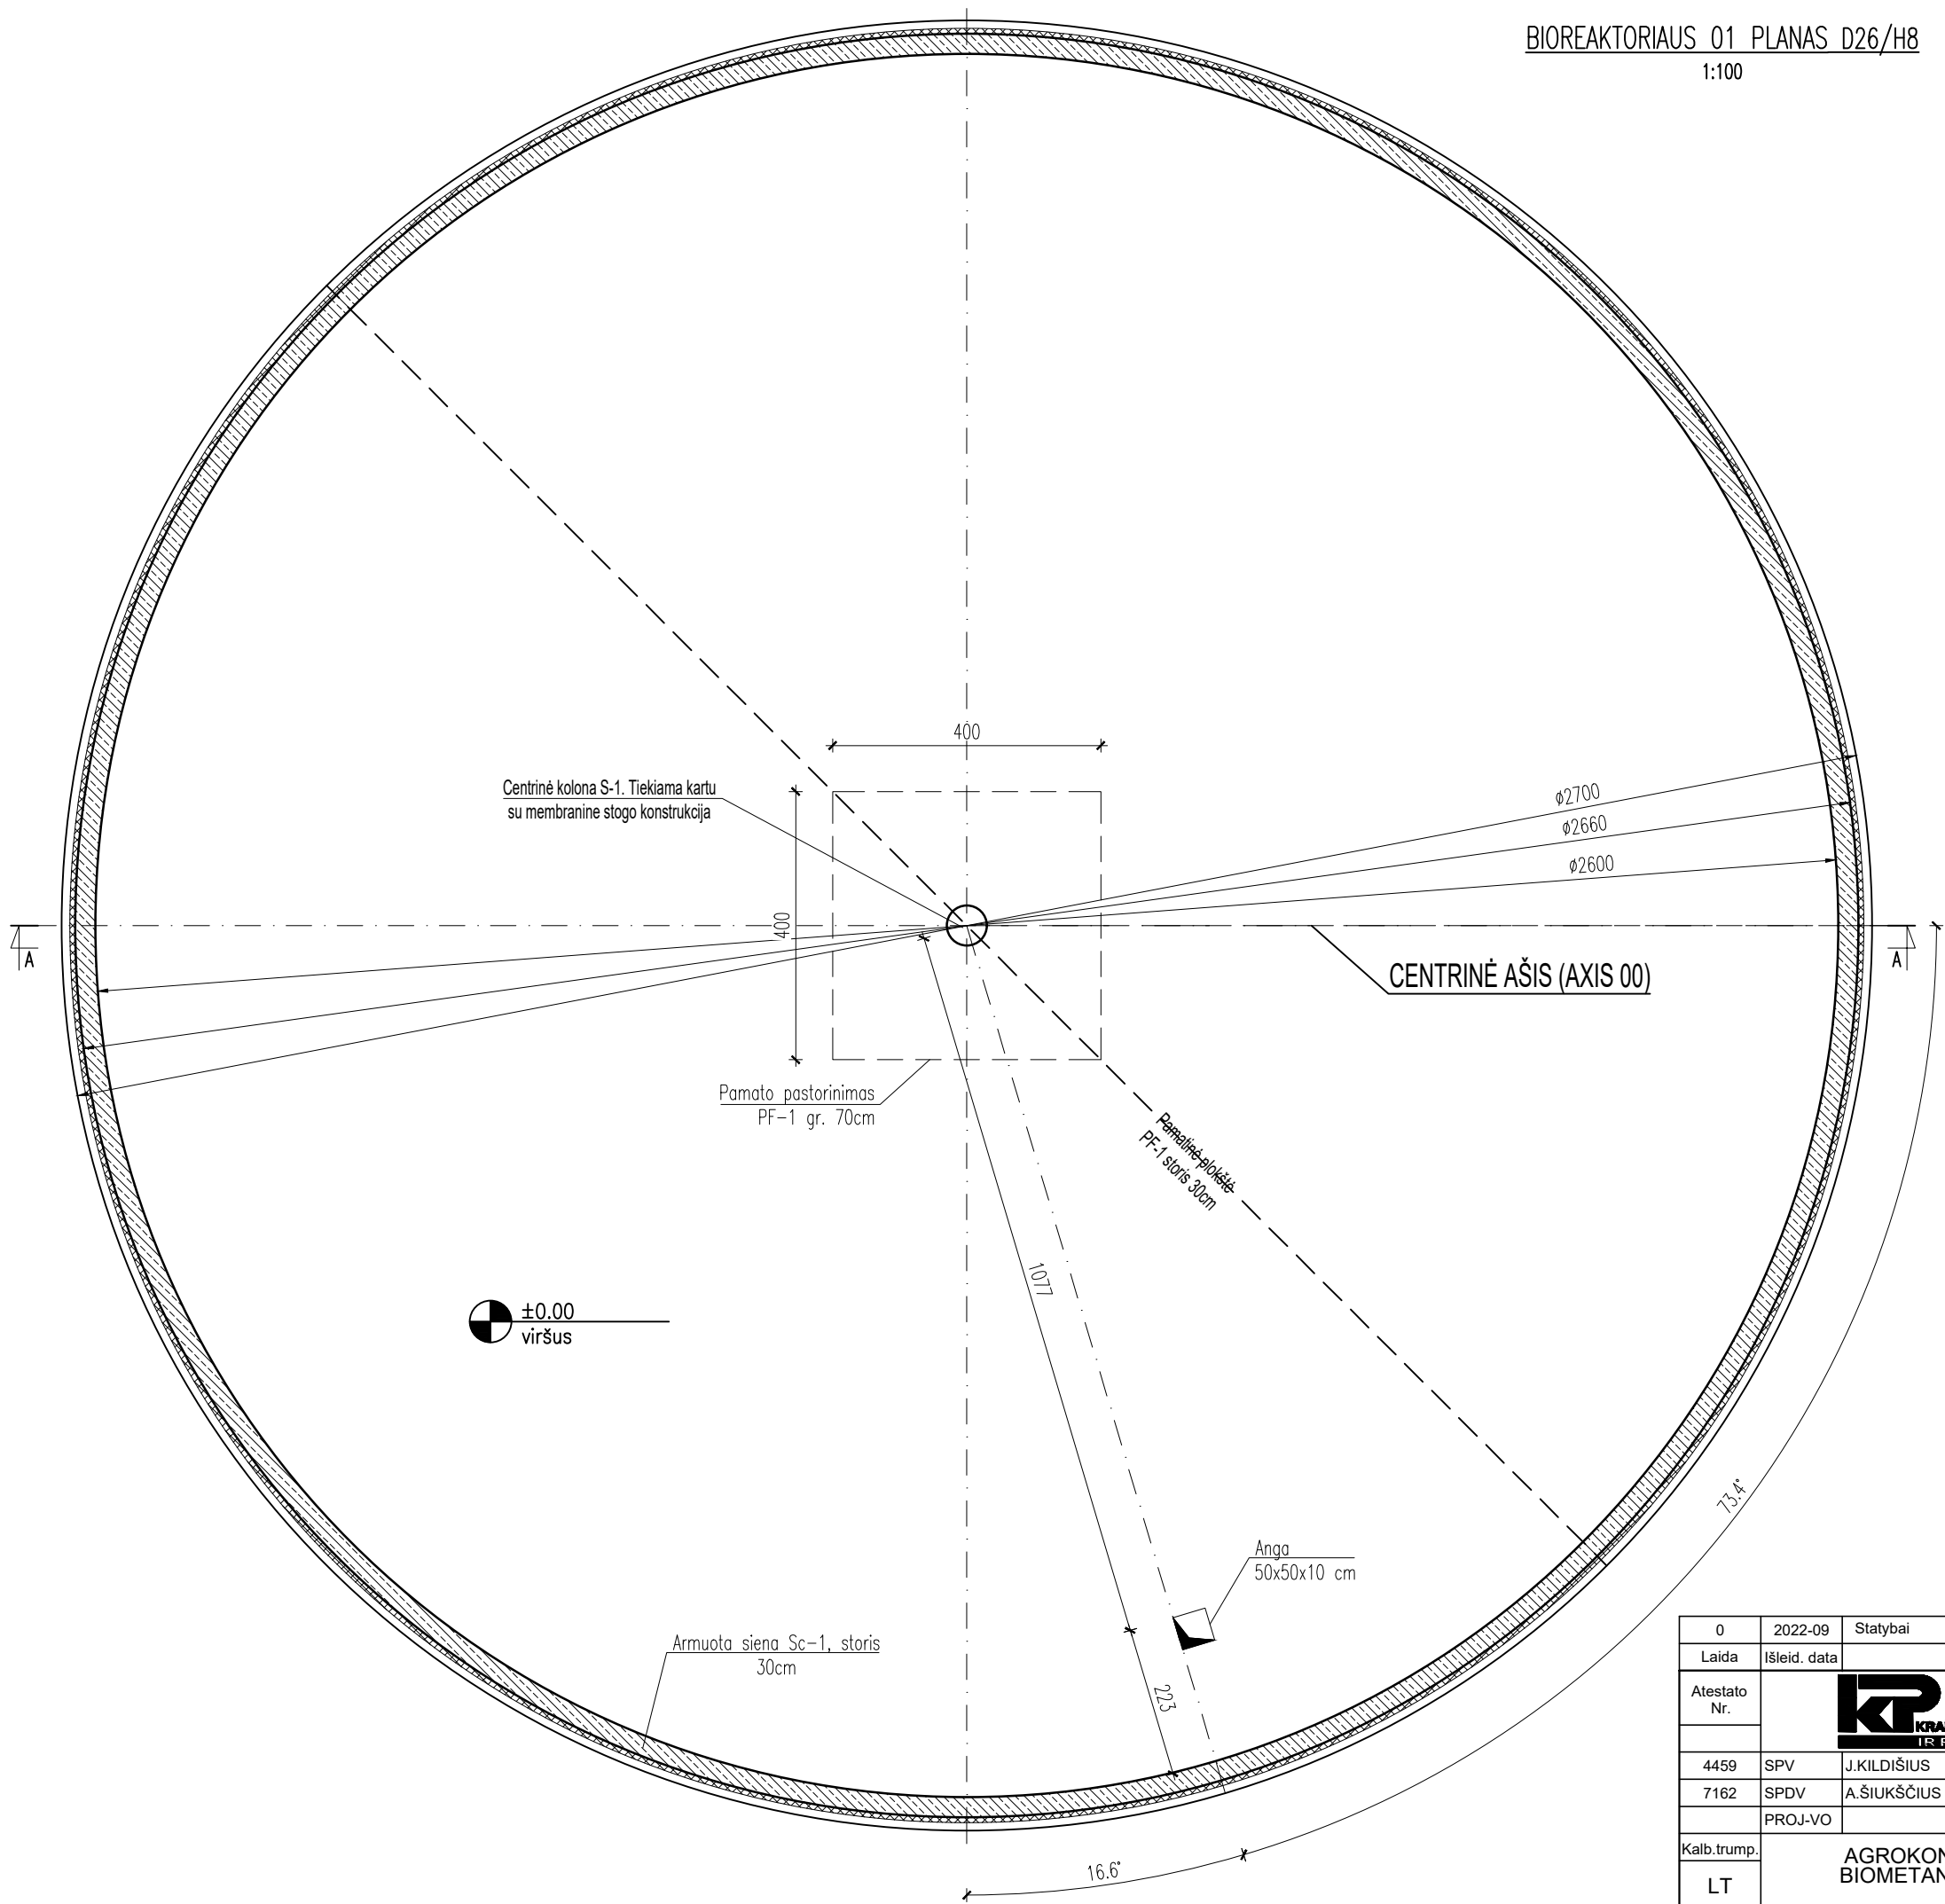 BIOREAKTORIAUS 01 PLANAS D26/H8
1:100
400
Centrinė kolona S-1. Tiekiama kartu
su membranine stogo konstrukcija
400
ø2700
ø2660
ø2600
A
A
CENTRINĖ AŠIS (AXIS 00)
Pamato pastorinimas
PF-1 gr. 70cm
Pamatinė plokštė
PF-1 storis 30cm
1077
±0.00
viršus
73.4°
Anga
50x50x10 cm
Armuota siena Sc-1, storis
30cm
223
16.6°
0 2022-09 Statybai
Laida Išleid. data
Atestato
Nr.
KP
IR
4459 SPV J.KILDIŠIUS
7162 SPDV A.ŠIUKŠČIUS
PROJ-VO
Kalb.trump.
LT